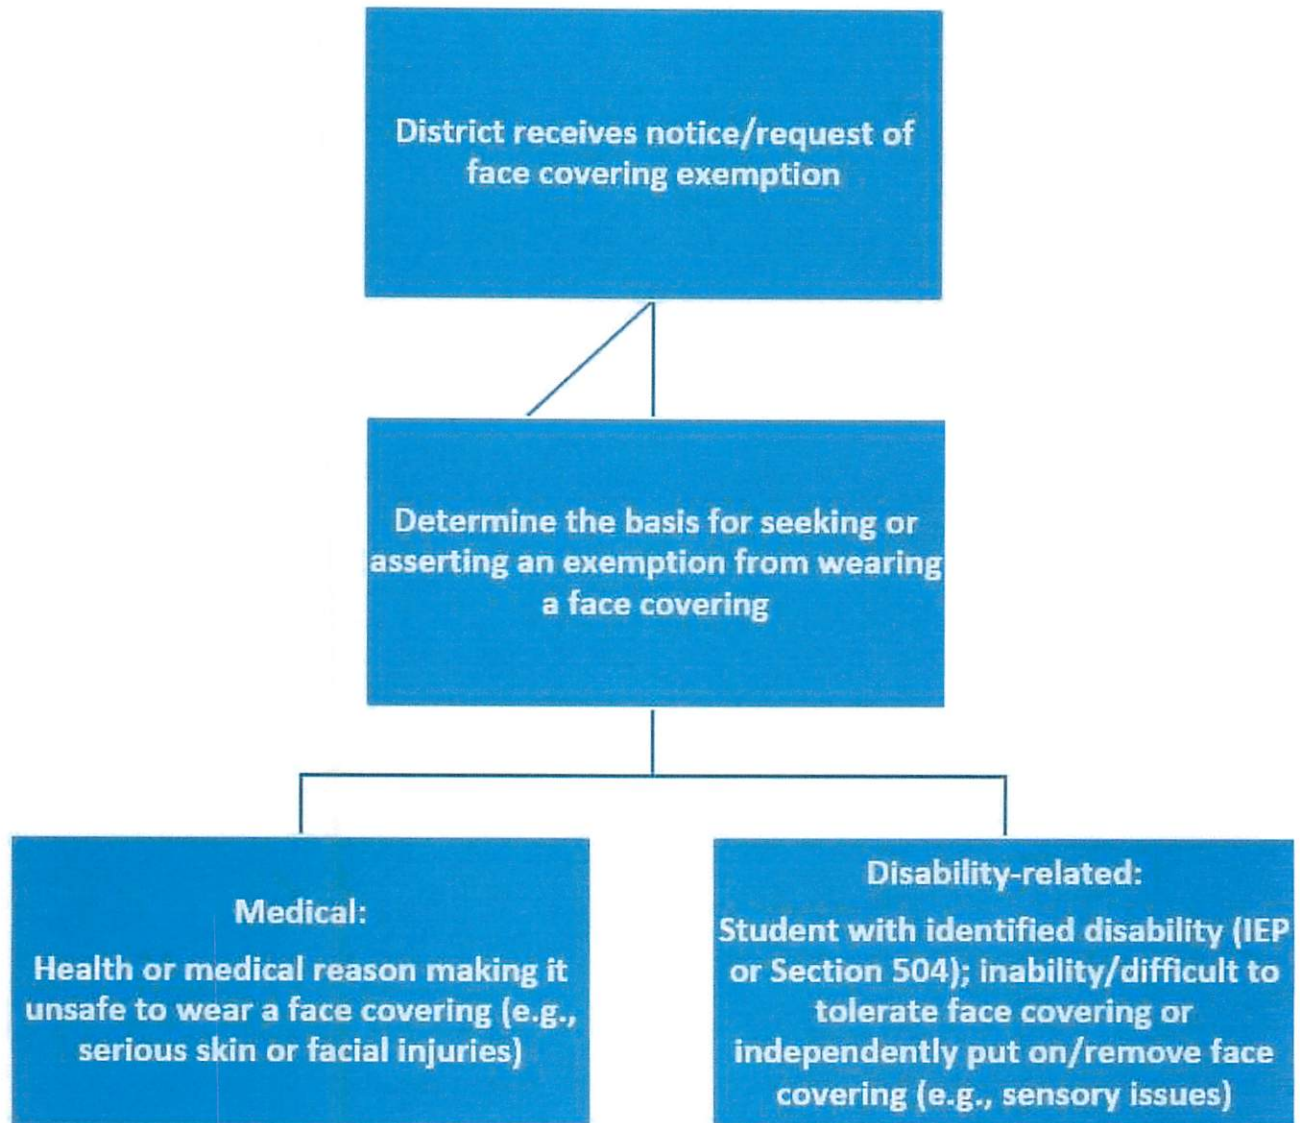 District receives notice/request of
face covering exemption
Determine the basis for seeking or
asserting an exemption from wearing
a face covering
Medical:
Health or medical reason making it
unsafe to wear a face covering (e.g.,
serious skin or facial injuries)
Disability-related:
Student with identified disability (IEP
or Section 504); inability/difficult to
tolerate face covering or
independently put on/remove face
covering (e.g., sensory issues)